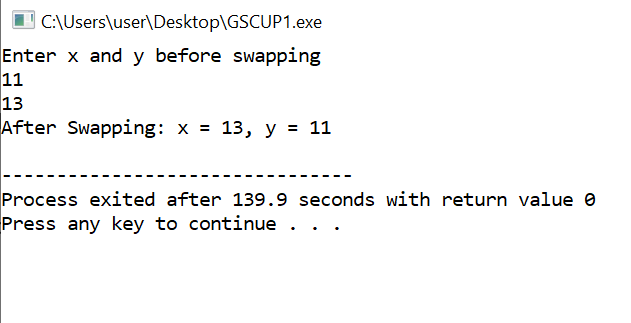 C:\Users\user\Desktop\GSCUP1.exe
Enter x and y before swapping
11
13
After Swapping: x = 13, y = 11
--------------------------------
Process exited after 139.9 seconds with return value 0
Press any key to continue . . .